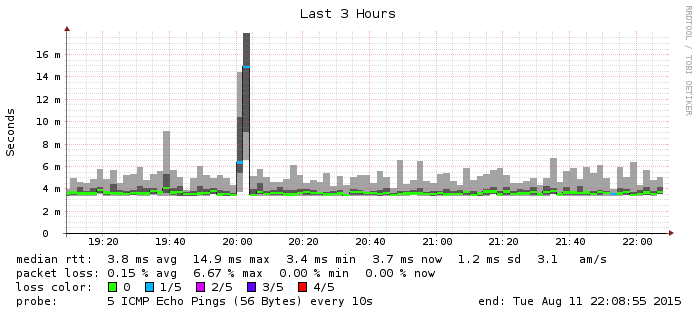 Last 3 Hours
RRDTOOL / TOBI OETIKER
Seconds
16 m
14 m
12 m
10 m
8 m
6 m
4 m
2 m
0
19:20 19:40 20:00 20:20 20:40 21:00 21:20 21:40 22:00
median rtt: 3.8 ms avg 14.9 ms max 3.4 ms min 3.7 ms now 1.2 ms sd 3.1 am/s
packet loss: 0.15 % avg 6.67 % max 0.00 % min 0.00 % now
loss color: 0 1/5 2/5 3/5 4/5
probe: 5 ICMP Echo Pings (56 Bytes) every 10s end: Tue Aug 11 22:08:55 2015